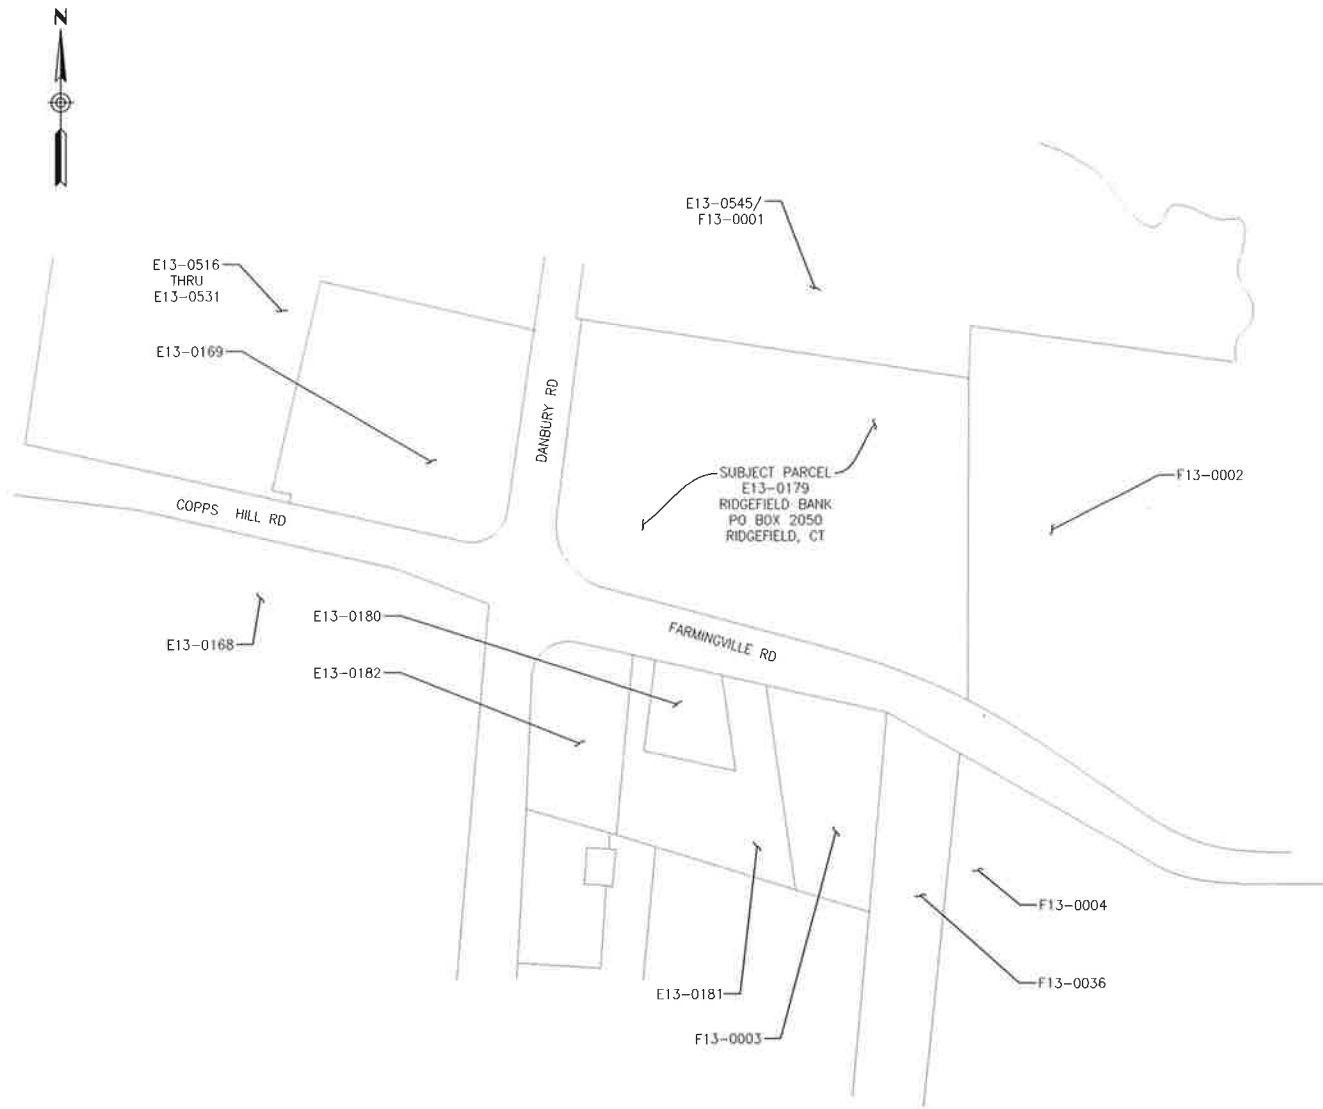 N
E13-0545/
F13-0001
E13-0516
THRU
E13-0531
E13-0169
DANBURY RD
SUBJECT PARCEL
E13-0179
RIDGEFIELD BANK
PO BOX 2050
RIDGEFIELD, CT
F13-0002
COPPS HILL RD
E13-0180
E13-0168
FARMINGVILLE RD
E13-0182
F13-0004
F13-0036
E13-0181
F13-0003